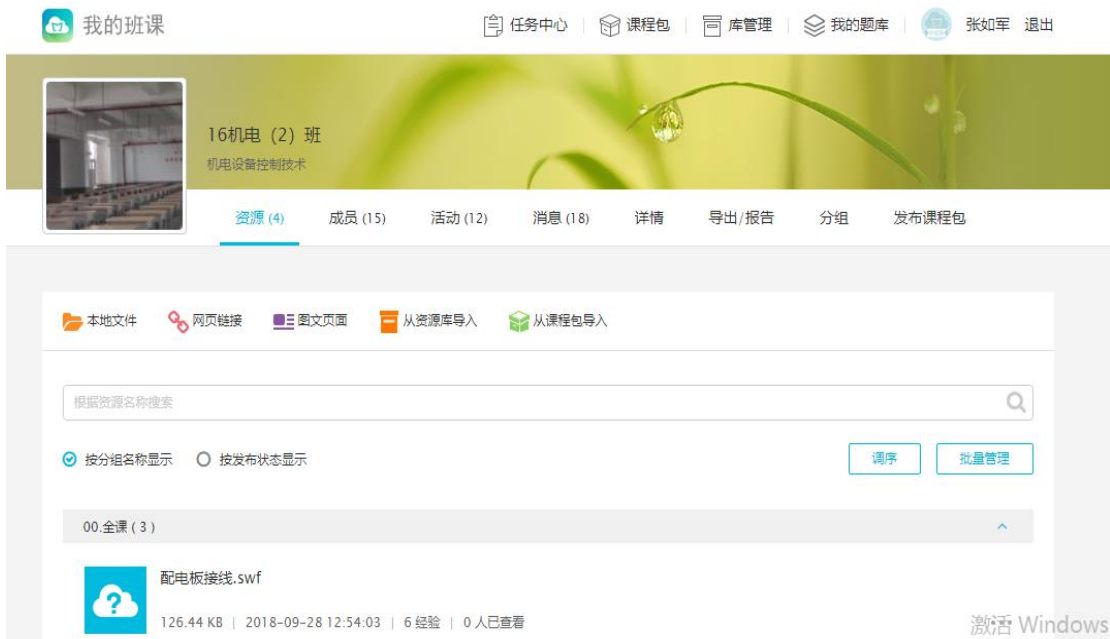 我的班课
任务中心 | 课程包 | 库管理 | 我的题库 | 张如军 退出
16机电（2）班
机电设备控制技术
资源 (4) 成员 (15) 活动 (12) 消息 (18) 详情 导出/报告 分组 发布课程包
本地文件 网页链接 图文页面 从资源库导入 从课程包导入
根据资源名称搜索
按分组名称显示 按发布状态显示 调序 批量管理
00.全课 ( 3 )
配电板接线.swf
126.44 KB | 2018-09-28 12:54:03 | 6 经验 | 0 人已查看
激活 Windows